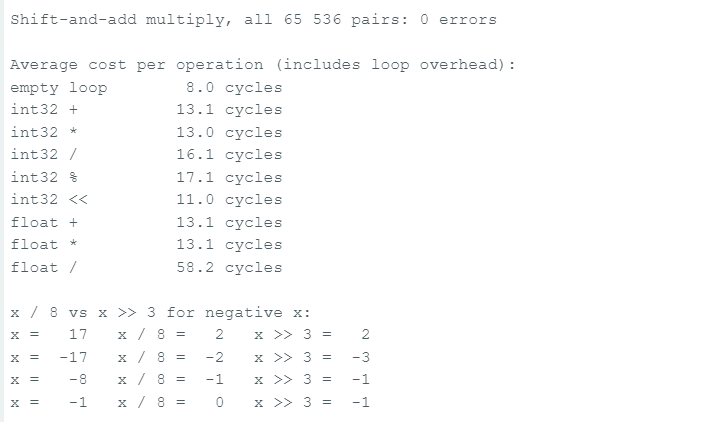 Shift-and-add multiply, all 65 536 pairs: 0 errors

Average cost per operation (includes loop overhead):
empty loop        8.0 cycles
int32 +          13.1 cycles
int32 *          13.0 cycles
int32 /          16.1 cycles
int32 %          17.1 cycles
int32 <<         11.0 cycles
float +          13.1 cycles
float *          13.1 cycles
float /          58.2 cycles

x / 8 vs x >> 3 for negative x:
x =   17   x / 8 =   2   x >> 3 =   2
x =  -17   x / 8 =  -2   x >> 3 =  -3
x =   -8   x / 8 =  -1   x >> 3 =  -1
x =   -1   x / 8 =   0   x >> 3 =  -1